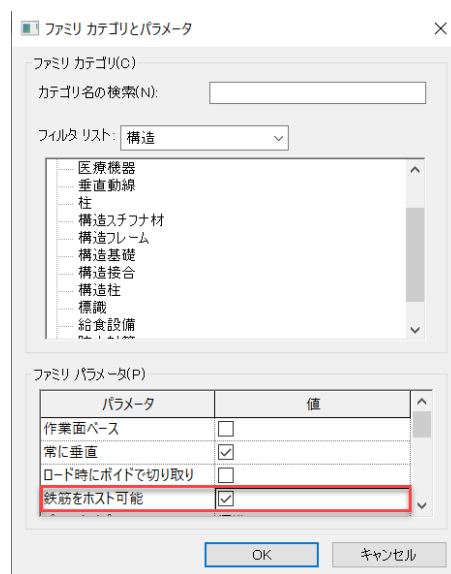 ファミリ カテゴリとパラメータ
ファミリ カテゴリ(C)
カテゴリ名の検索(N):
フィルタ リスト: 構造
医療機器
垂直動線
柱
構造スチフナ材
構造フレーム
構造基礎
構造接合
構造柱
標識
給食設備
ファミリ パラメータ(P)
パラメータ 値
作業面ベース
常に垂直
ロード時にボイドで切り取り
鉄筋をホスト可能
OK キャンセル